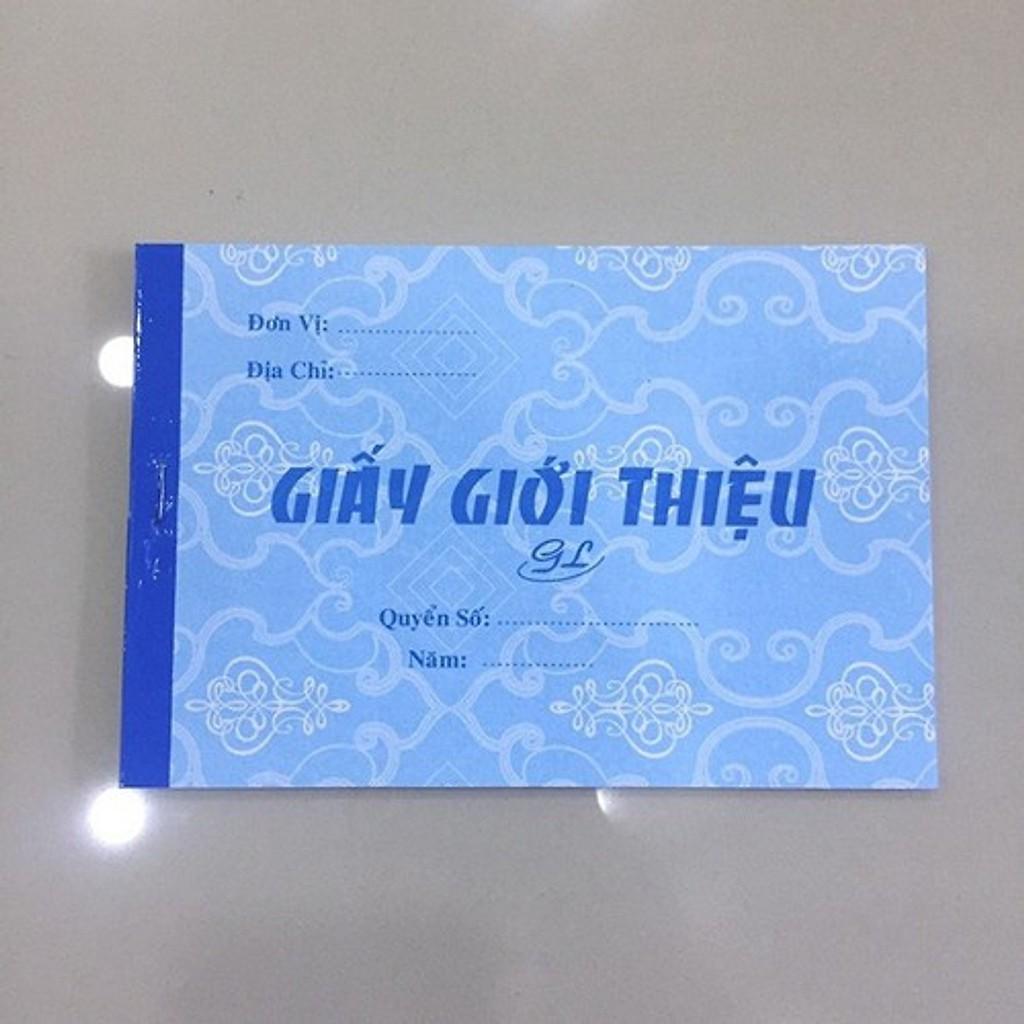 Đơn Vị: ........................
Địa Chỉ: ........................
GIẤY GIỚI THIỆU
GL
Quyển Số: ..............................
Năm: ..................